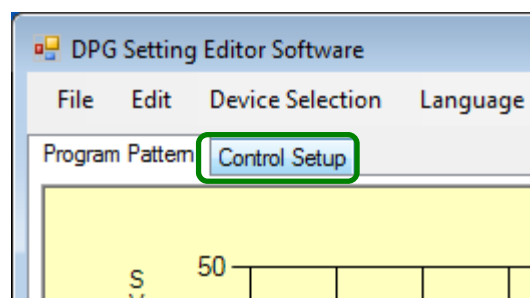 DPG Setting Editor Software
File Edit Device Selection Language
Program Pattern Control Setup
50
S